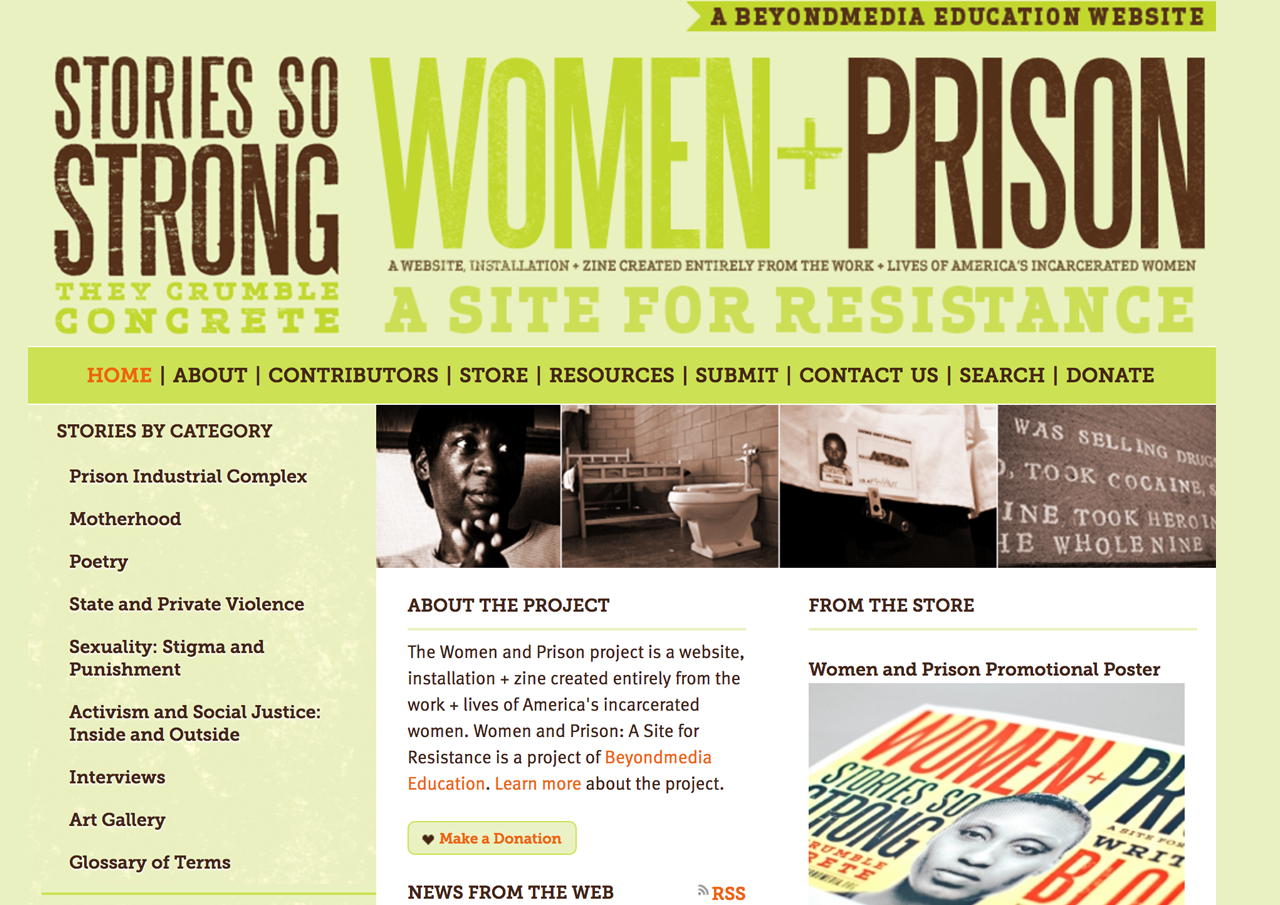 A BEYONDMEDIA EDUCATION WEBSITE
STORIES SO
STRONG
THEY CRUMBLE
CONCRETE
WOMEN+PRISON
A WEBSITE, INSTALLATION + ZINE CREATED ENTIRELY FROM THE WORK + LIVES OF AMERICA'S INCARCERATED WOMEN
A SITE FOR RESISTANCE
HOME | ABOUT | CONTRIBUTORS | STORE | RESOURCES | SUBMIT | CONTACT US | SEARCH | DONATE
STORIES BY CATEGORY
Prison Industrial Complex
Motherhood
Poetry
State and Private Violence
Sexuality: Stigma and
Punishment
Activism and Social Justice:
Inside and Outside
Interviews
Art Gallery
Glossary of Terms
WAS SELLING DRUGS
TOOK COCAINE,
TOOK HEROIN
WHOLE NINE
ABOUT THE PROJECT
The Women and Prison project is a website,
installation + zine created entirely from the
work + lives of America's incarcerated
women. Women and Prison: A Site for
Resistance is a project of Beyondmedia
Education. Learn more about the project.
Make a Donation
NEWS FROM THE WEB
RSS
FROM THE STORE
Women and Prison Promotional Poster
WOMEN+PR
STORIES SO
STRONG
CRUMBLE
CRETE
A SITE FOR
WRIT
BLO